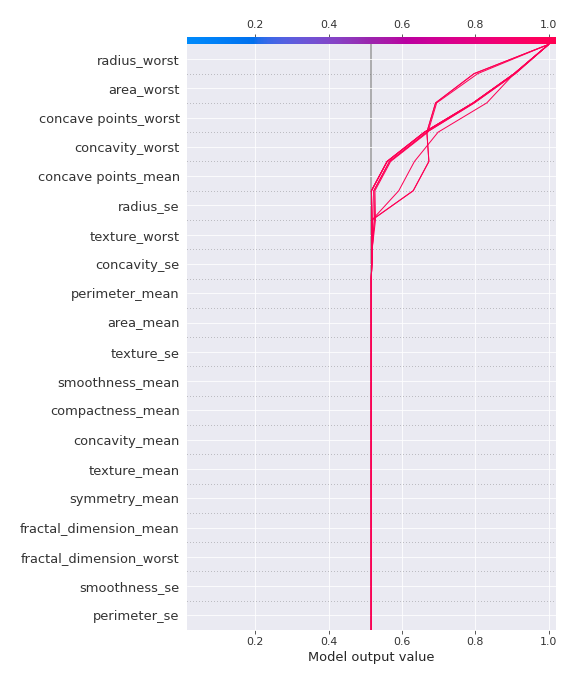 0.2 0.4 0.6 0.8 1.0
radius_worst
area_worst
concave points_worst
concavity_worst
concave points_mean
radius_se
texture_worst
concavity_se
perimeter_mean
area_mean
texture_se
smoothness_mean
compactness_mean
concavity_mean
texture_mean
symmetry_mean
fractal_dimension_mean
fractal_dimension_worst
smoothness_se
perimeter_se
0.2 0.4 0.6 0.8 1.0
Model output value